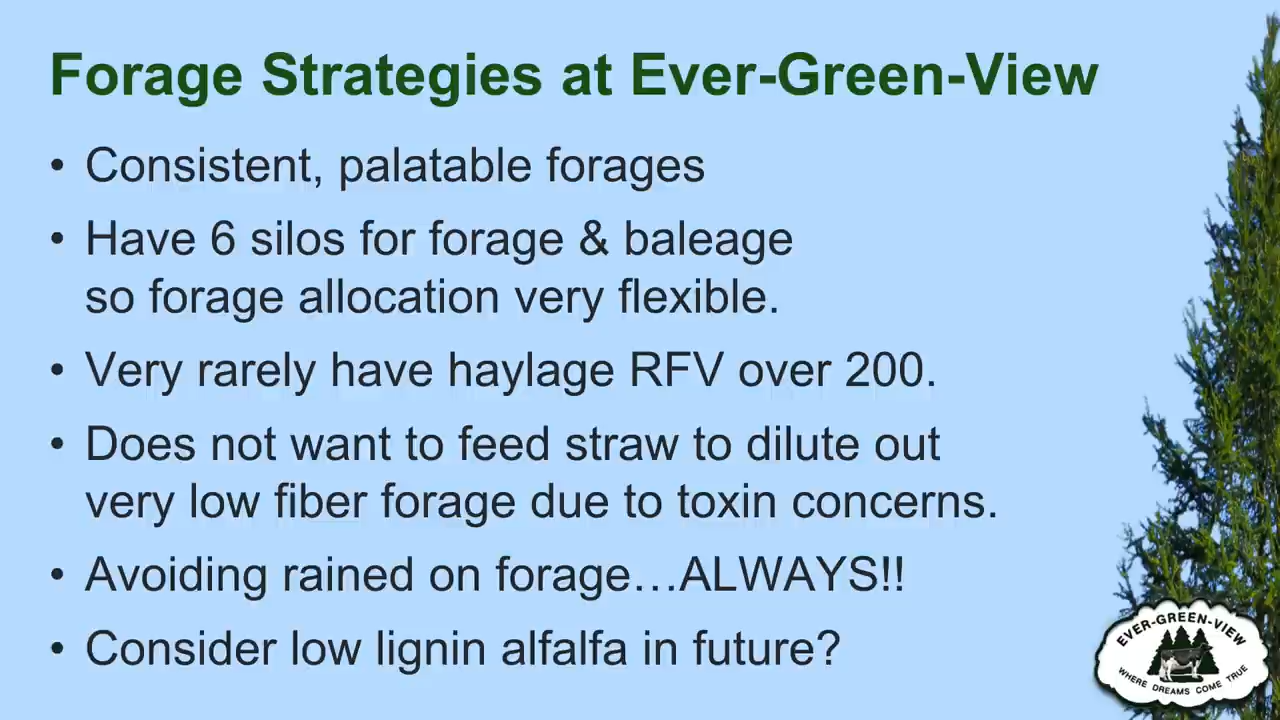 Forage Strategies at Ever-Green-View
• Consistent, palatable forages
• Have 6 silos for forage & baleage
so forage allocation very flexible.
• Very rarely have haylage RFV over 200.
• Does not want to feed straw to dilute out
very low fiber forage due to toxin concerns.
• Avoiding rained on forage…ALWAYS!!
• Consider low lignin alfalfa in future?
EVER-GREEN-VIEW
WHERE DREAMS COME TRUE